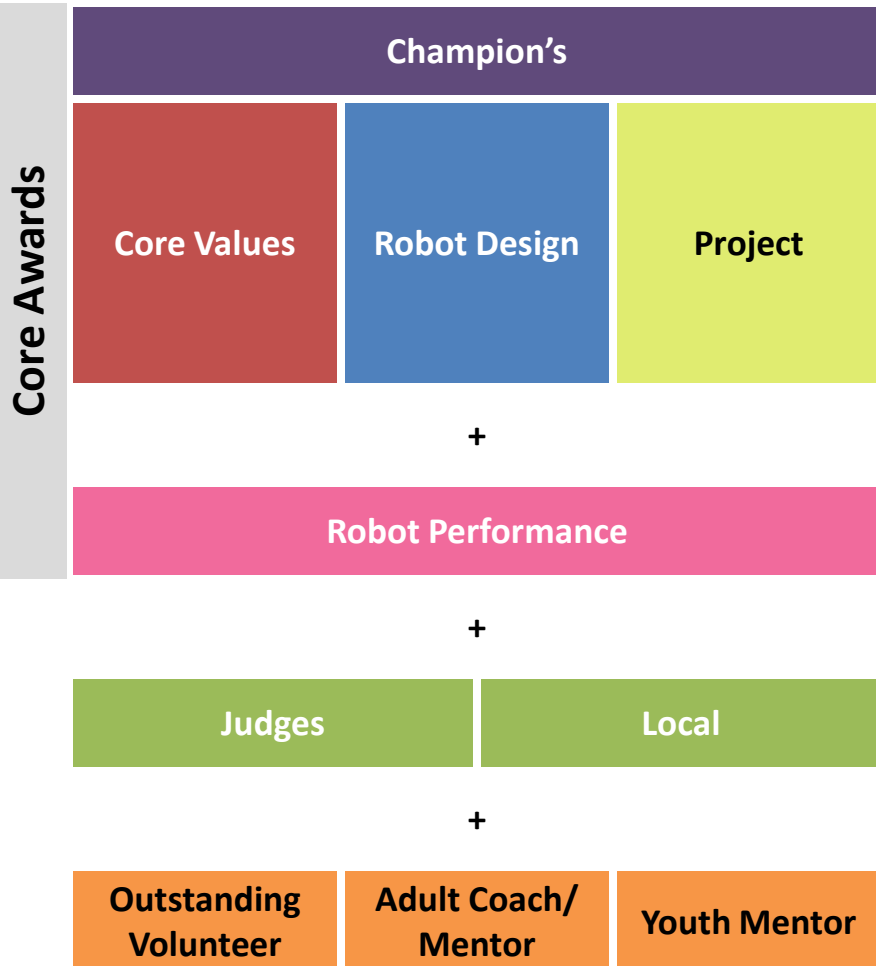 Core Awards
Champion’s
Core Values
Robot Design
Project
+
Robot Performance
+
Judges
Local
+
Outstanding
Volunteer
Adult Coach/
Mentor
Youth Mentor